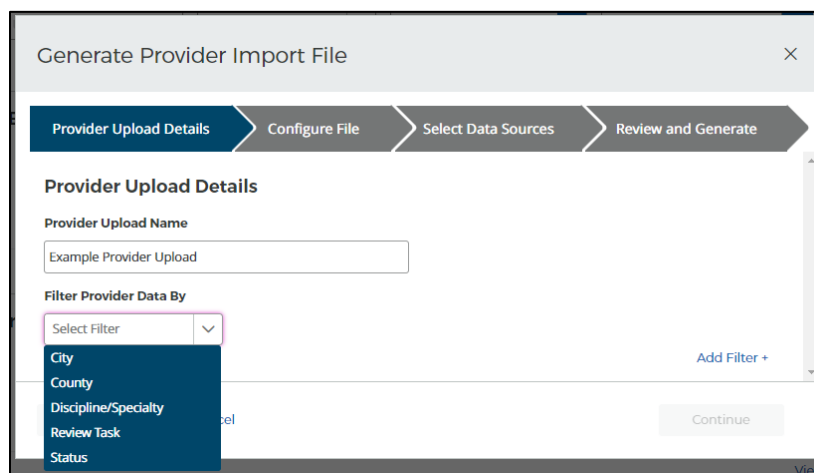 Generate Provider Import File
Provider Upload Details
Configure File
Select Data Sources
Review and Generate
Provider Upload Details
Provider Upload Name
Example Provider Upload
Filter Provider Data By
Select Filter
City
County
Discipline/Specialty
Review Task
Status
Add Filter +
Continue